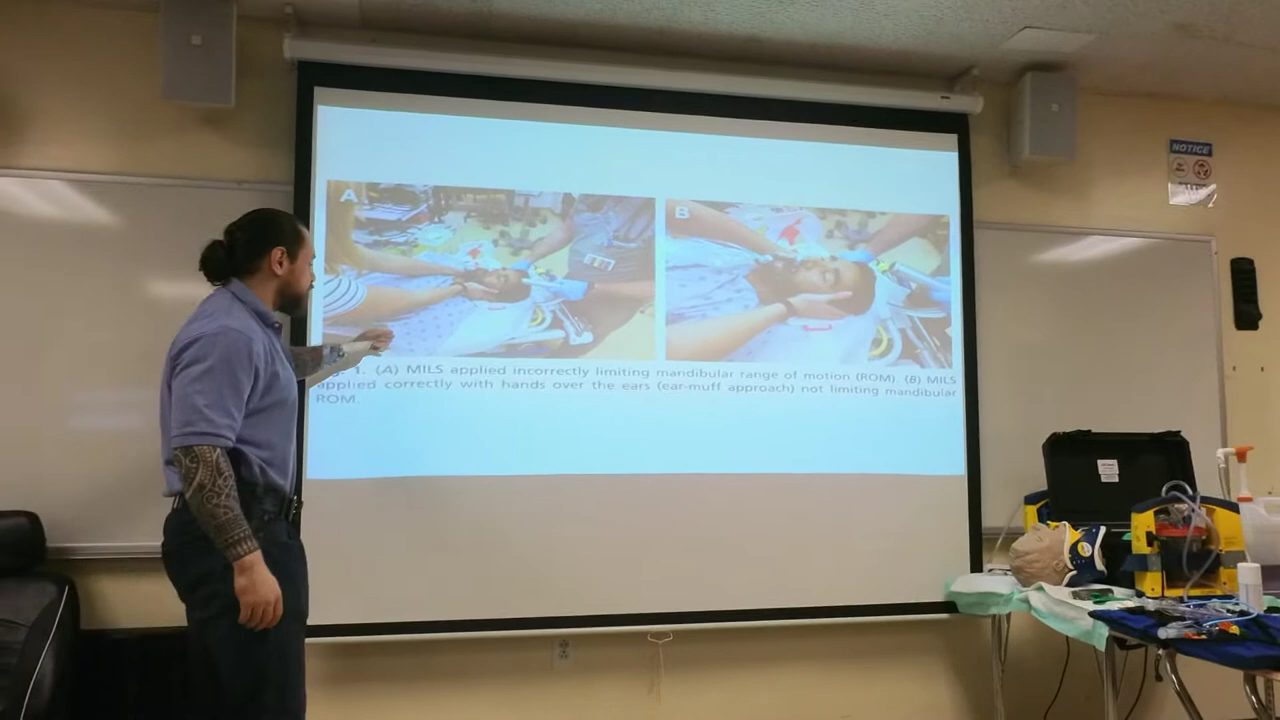 NOTICE
A
B
1. (A) MILS applied incorrectly limiting mandibular range of motion (ROM). (B) MILS
applied correctly with hands over the ears (ear-muff approach) not limiting mandibular
ROM.